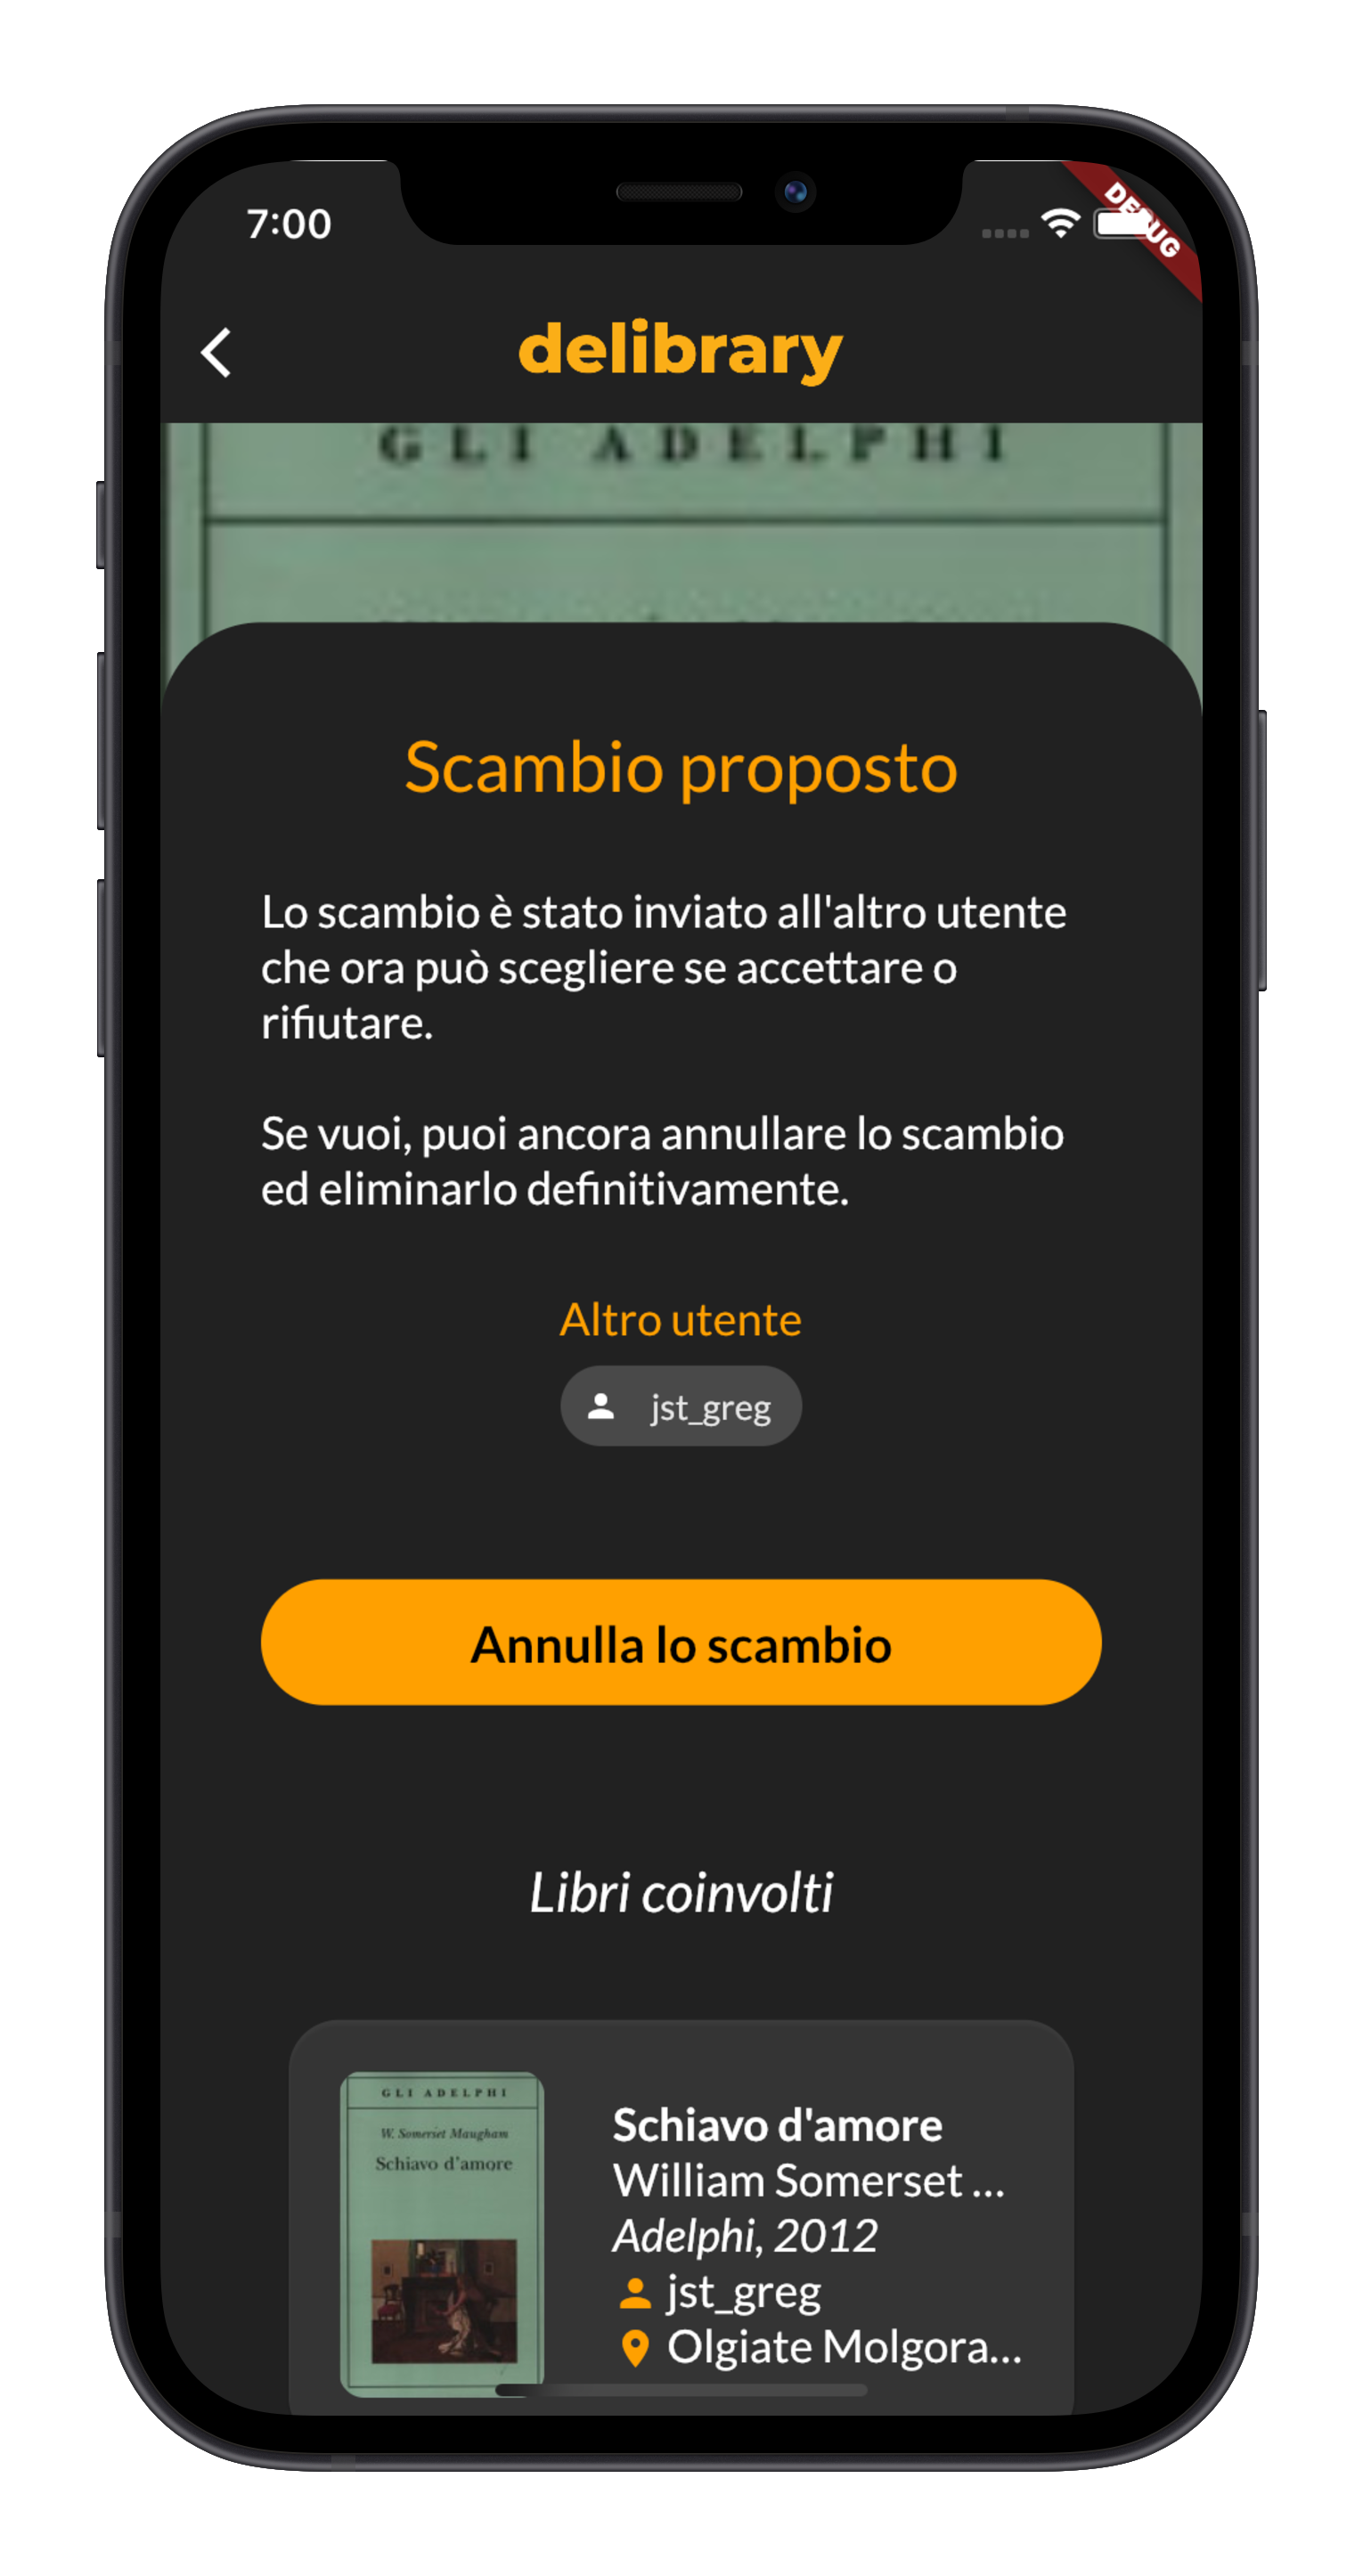 7:00
DEBUG
delibrary
GLI ADELPHI
Scambio proposto
Lo scambio è stato inviato all'altro utente
che ora può scegliere se accettare o
rifiutare.
Se vuoi, puoi ancora annullare lo scambio
ed eliminarlo definitivamente.
Altro utente
jst_greg
Annulla lo scambio
Libri coinvolti
GLI ADELPHI
W. Somerset Maugham
Schiavo d'amore
Schiavo d'amore
William Somerset ...
Adelphi, 2012
jst_greg
Olgiate Molgora...